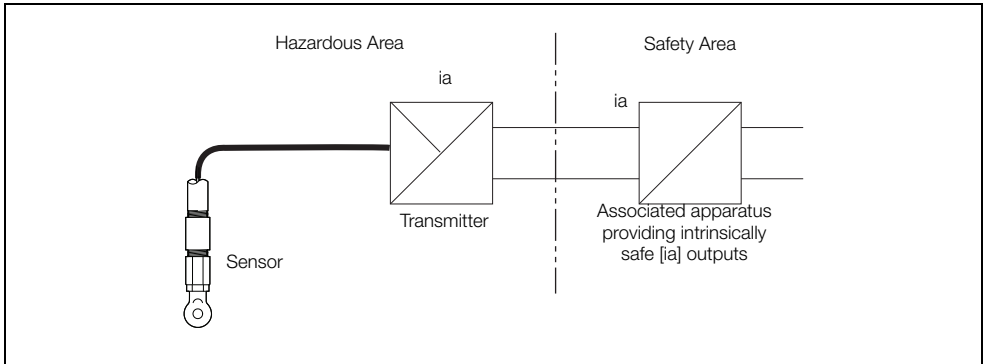 Hazardous Area
Safety Area
ia
ia
Transmitter
Associated apparatus
providing intrinsically
safe [ia] outputs
Sensor